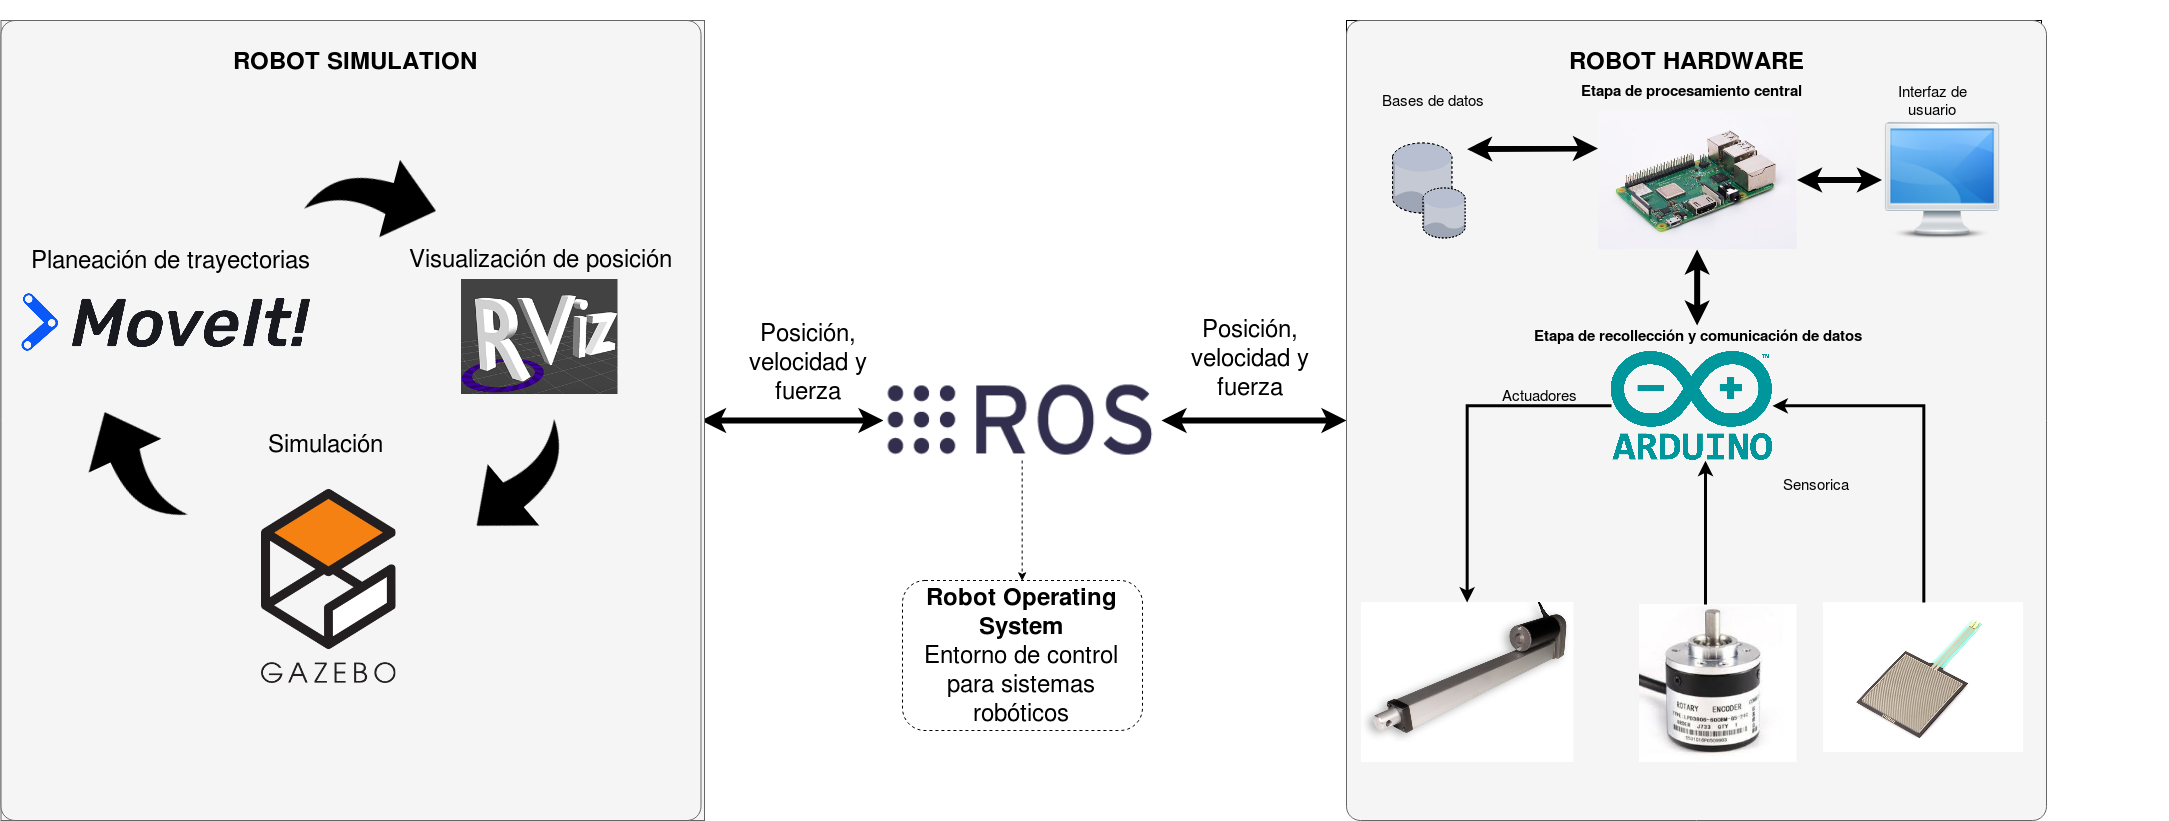 ROBOT SIMULATION
Planeación de trayectorias
MoveIt!
Visualización de posición
RViz
Simulación
GAZEBO
Posición,
velocidad y
fuerza
ROS
Posición,
velocidad y
fuerza
Robot Operating
System
Entorno de control
para sistemas
robóticos
ROBOT HARDWARE
Etapa de procesamiento central
Bases de datos
Interfaz de
usuario
Etapa de recollección y comunicación de datos
Actuadores
ARDUINO
TM
Sensorica
ROTARY ENCODER